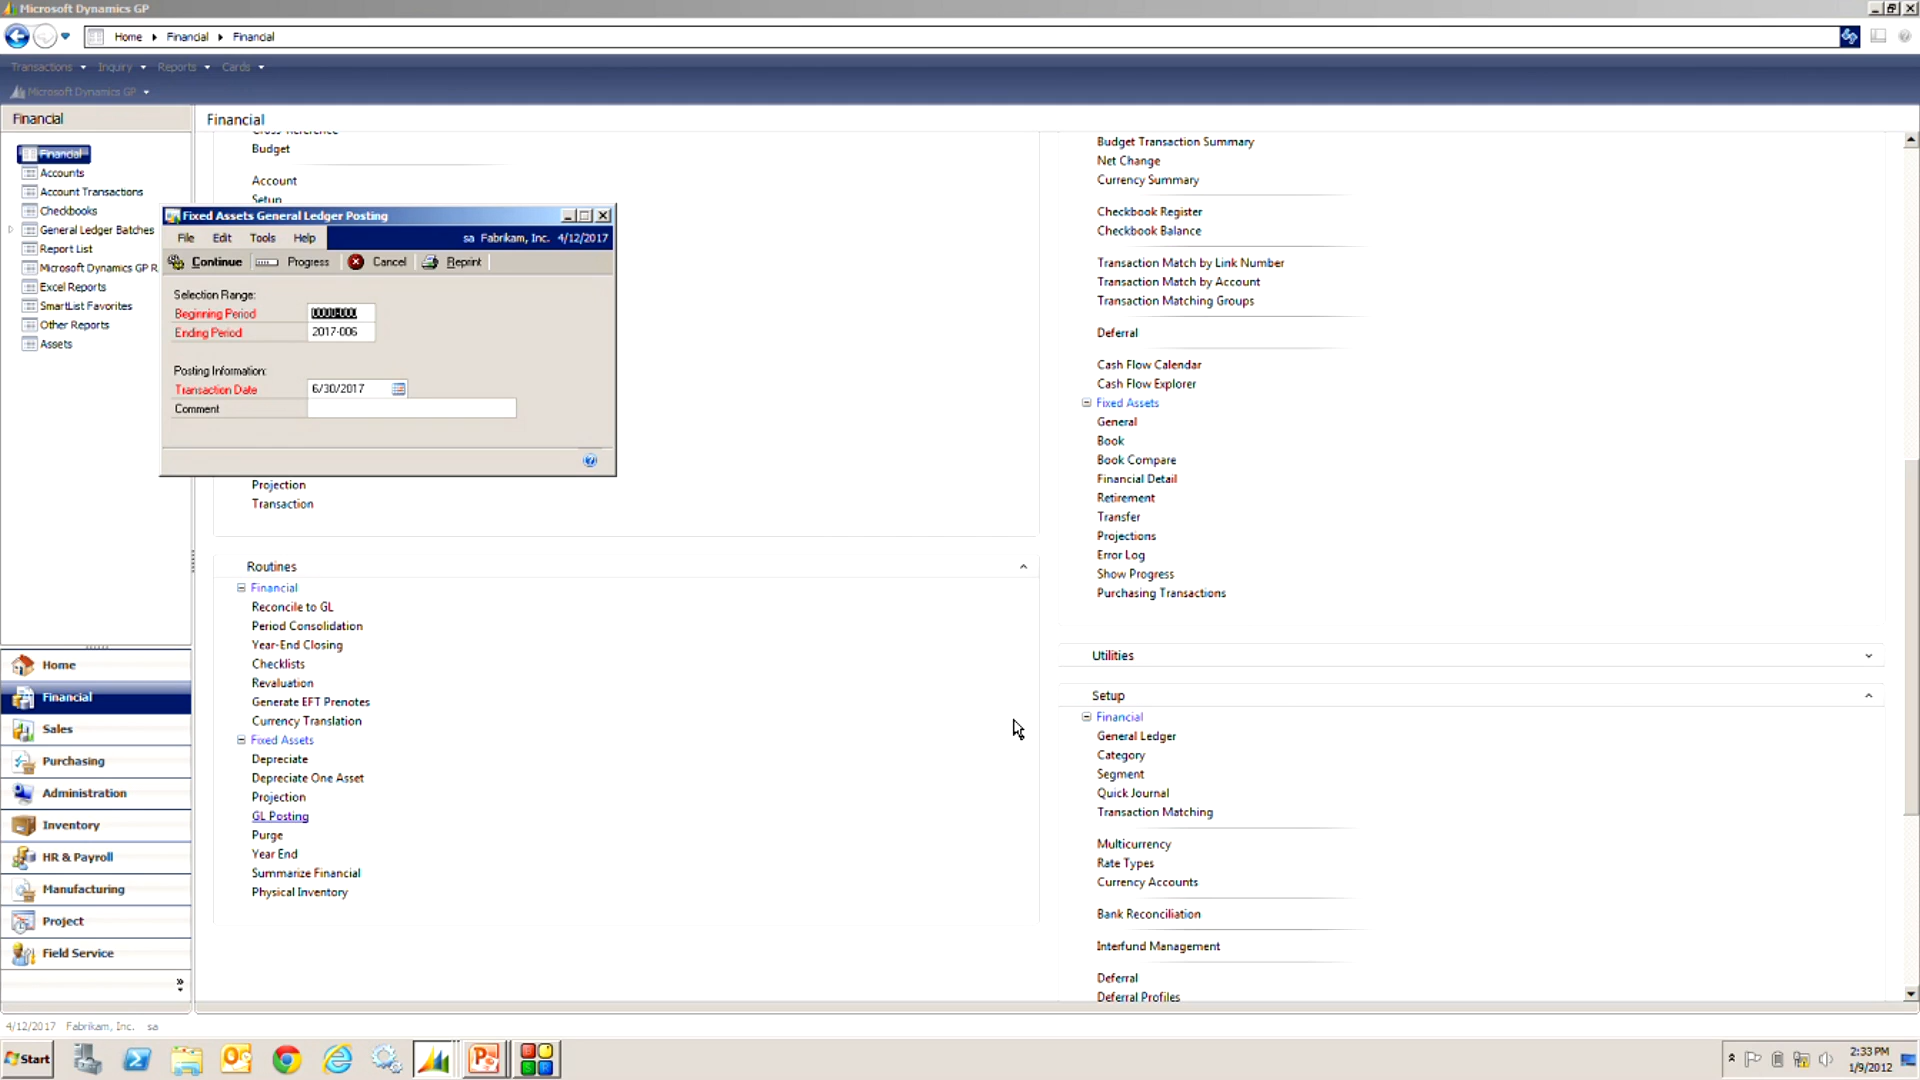 Microsoft Dynamics GP
Home Financial Financial
Transactions Inquiry Reports Cards
Microsoft Dynamics GP
Financial
Financial
Accounts
Account Transactions
Checkbooks
General Ledger Batches
Report List
Microsoft Dynamics GP R
Excel Reports
SmartList Favorites
Other Reports
Assets
Home
Financial
Sales
Purchasing
Administration
Inventory
HR & Payroll
Manufacturing
Project
Field Service
Financial
Cross-Reference
Budget
Account
Setup
Fixed Assets General Ledger Posting
File Edit Tools Help
sa Fabrikam, Inc. 4/12/2017
Continue Progress Cancel Reprint
Selection Range:
Beginning Period 0000-000
Ending Period 2017-006
Posting Information:
Transaction Date 6/30/2017
Comment
Projection
Transaction
Routines
Financial
Reconcile to GL
Period Consolidation
Year-End Closing
Checklists
Revaluation
Generate EFT Prenotes
Currency Translation
Fixed Assets
Depreciate
Depreciate One Asset
Projection
GL Posting
Purge
Year End
Summarize Financial
Physical Inventory
Budget Transaction Summary
Net Change
Currency Summary
Checkbook Register
Checkbook Balance
Transaction Match by Link Number
Transaction Match by Account
Transaction Matching Groups
Deferral
Cash Flow Calendar
Cash Flow Explorer
Fixed Assets
General
Book
Book Compare
Financial Detail
Retirement
Transfer
Projections
Error Log
Show Progress
Purchasing Transactions
Utilities
Setup
Financial
General Ledger
Category
Segment
Quick Journal
Transaction Matching
Multicurrency
Rate Types
Currency Accounts
Bank Reconciliation
Interfund Management
Deferral
Deferral Profiles
4/12/2017 Fabrikam, Inc. sa
Start
2:33 PM
1/9/2012